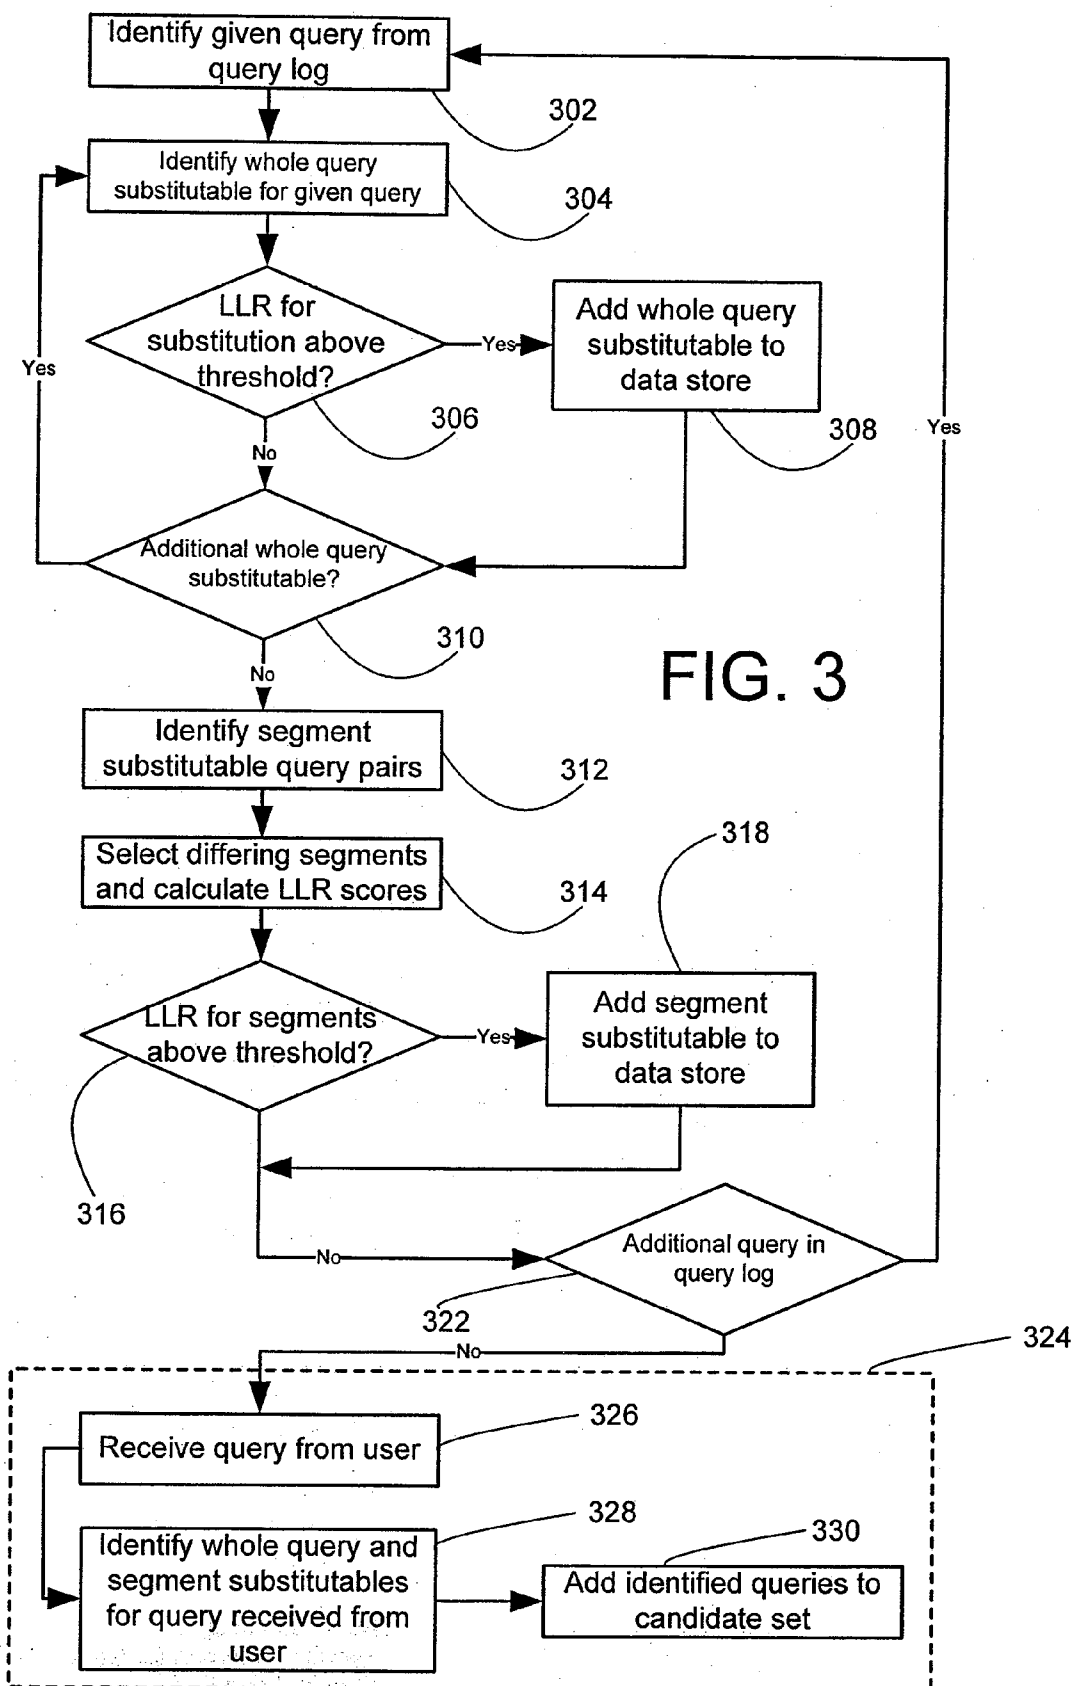 Identify given query from
query log
302
Identify whole query
substitutable for given query
304
LLR for
substitution above
threshold?
Yes
Add whole query
substitutable to
data store
Yes
306
308
Yes
No
Additional whole query
substitutable?
310
FIG. 3
No
Identify segment
substitutable query pairs
312
318
Select differing segments
and calculate LLR scores
314
LLR for segments
above threshold?
Yes
Add segment
substitutable to
data store
316
No
Additional query in
query log
322
324
No
326
Receive query from user
328
330
Identify whole query and
segment substitutables
for query received from
user
Add identified queries to
candidate set